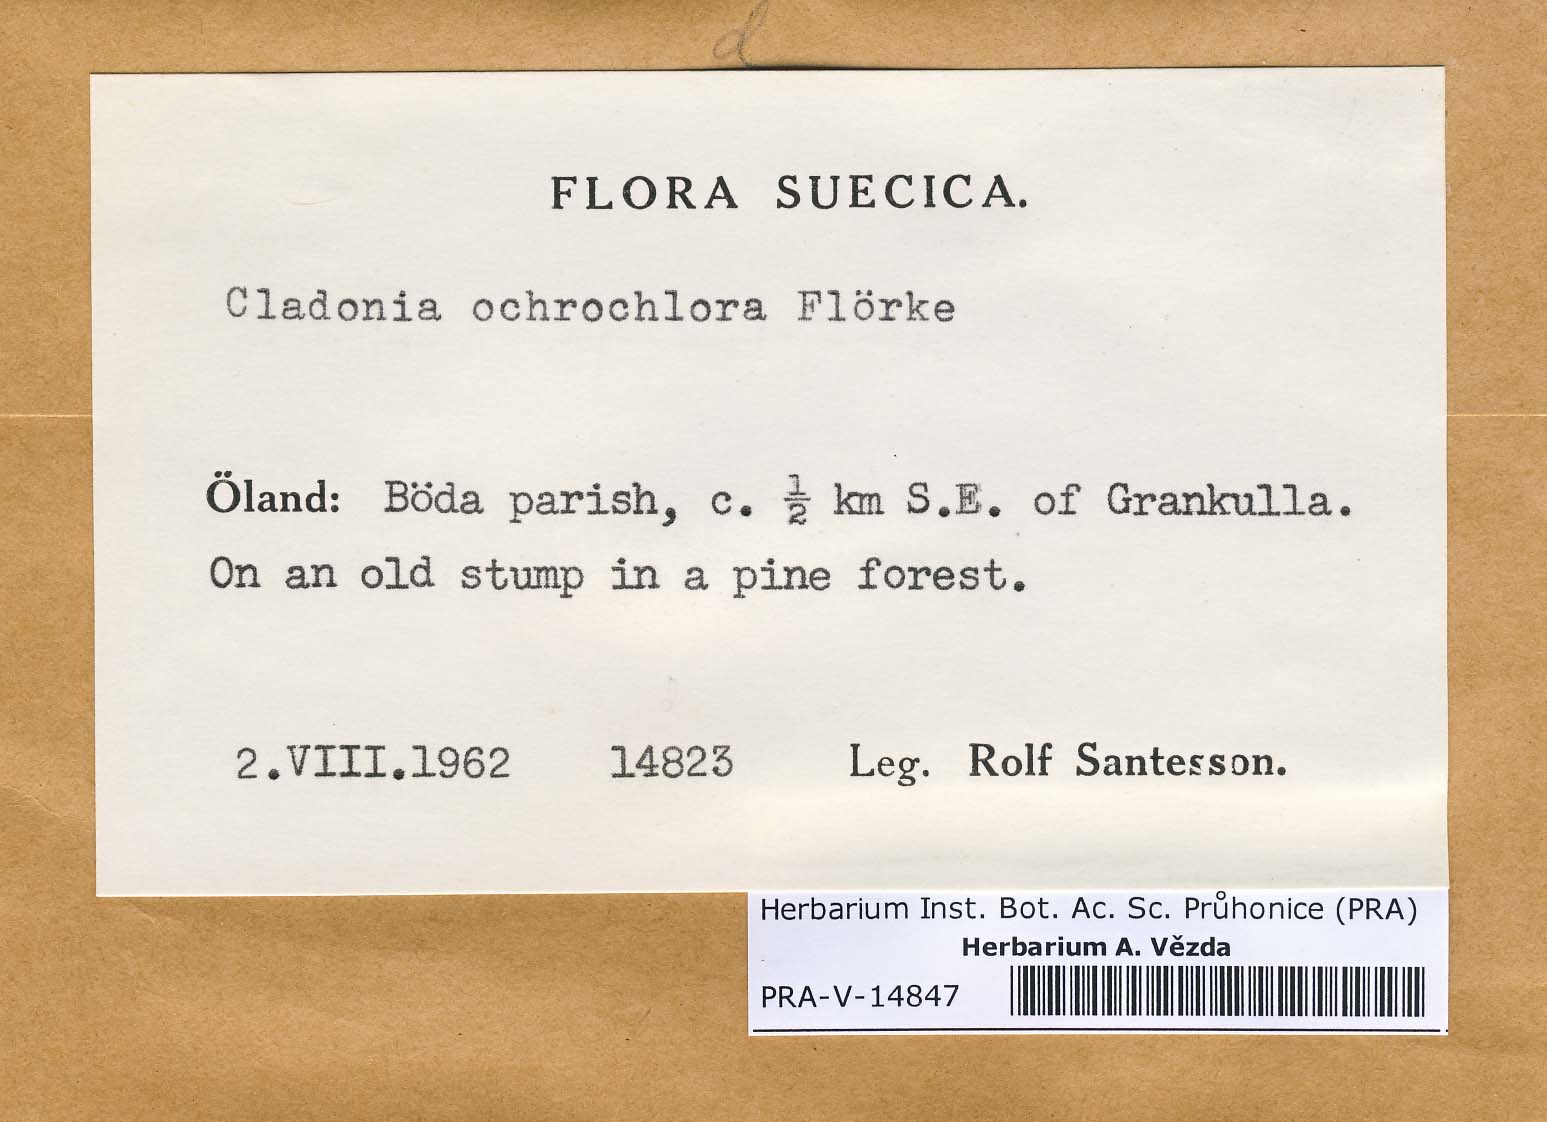 d
FLORA SUECICA.
Cladonia ochrochlora Flörke
Öland: Böda parish, c. ½ km S.E. of Grankulla.
On an old stump in a pine forest.
2.VIII.1962 14823 Leg. Rolf Santesson.
Herbarium Inst. Bot. Ac. Sc. Průhonice (PRA)
Herbarium A. Vězda
PRA-V-14847